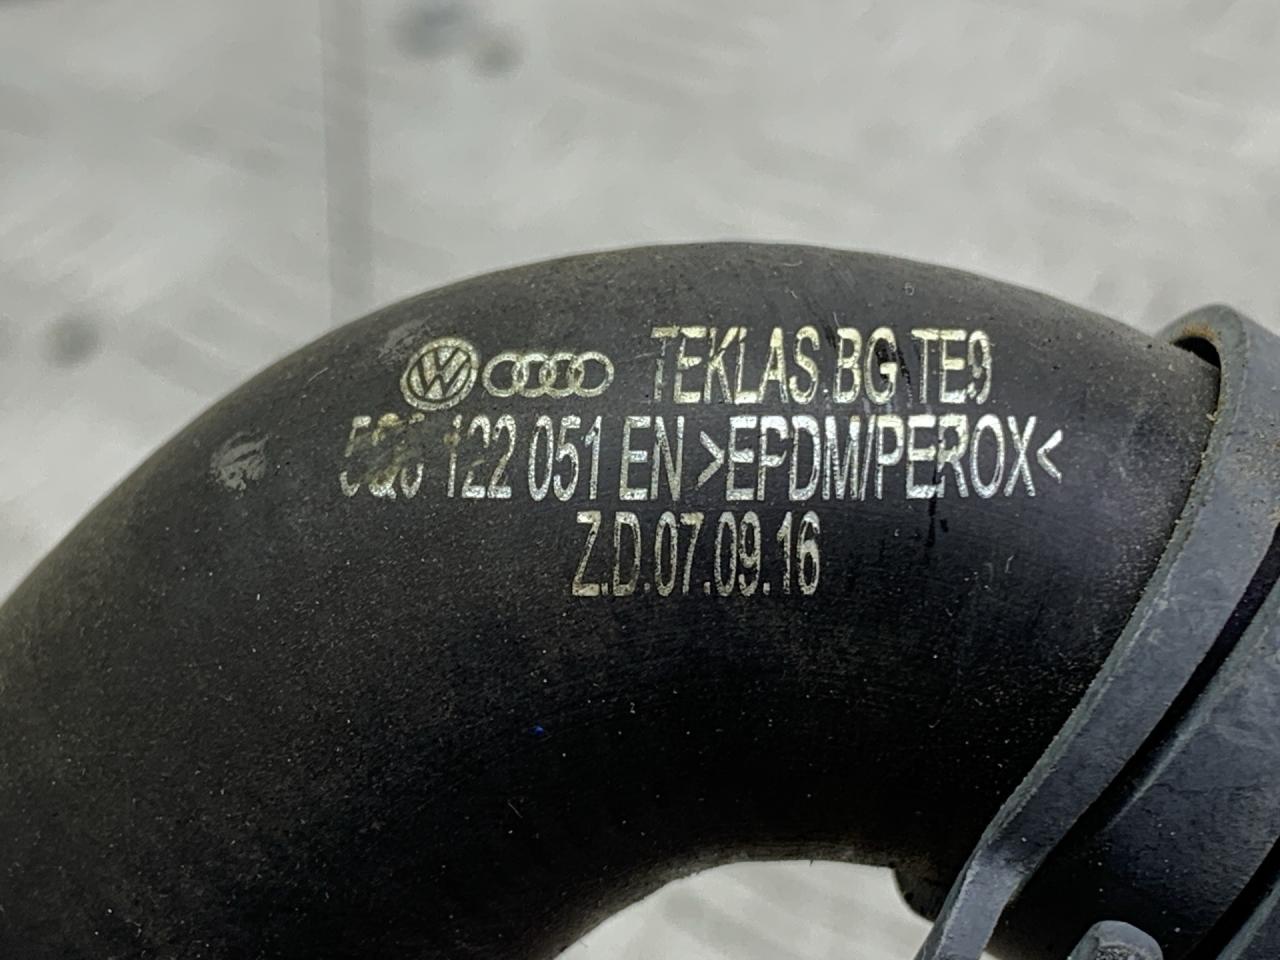 TEKLAS.BG TE9
5Q0 122 051 EN >EPDM/PEROX<
Z.D.07.09.16